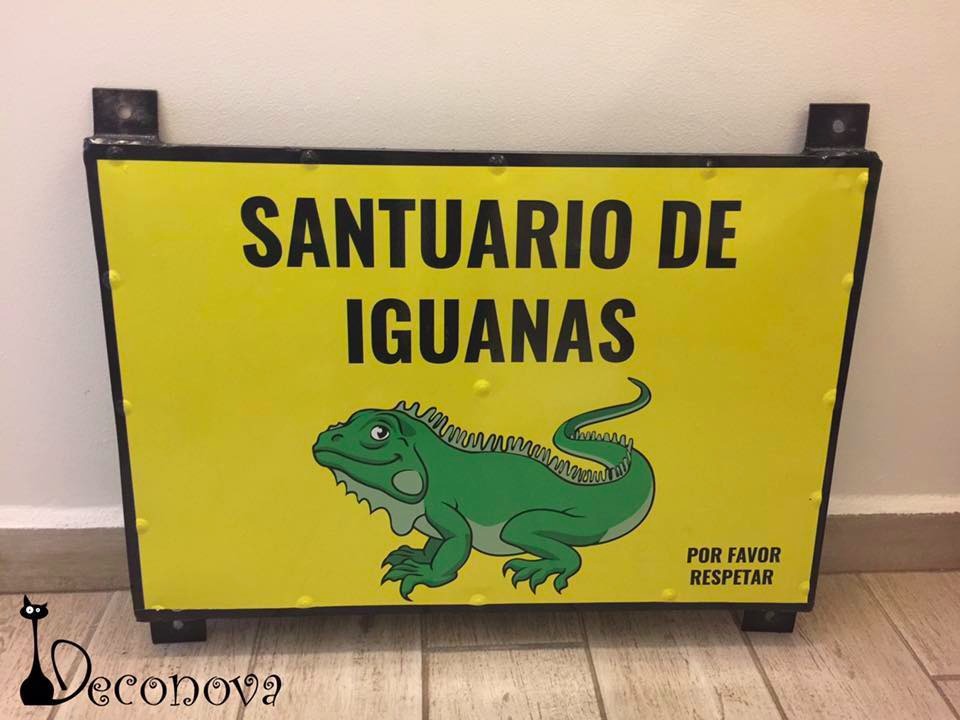 SANTUARIO DE
IGUANAS
POR FAVOR
RESPETAR
Deconova